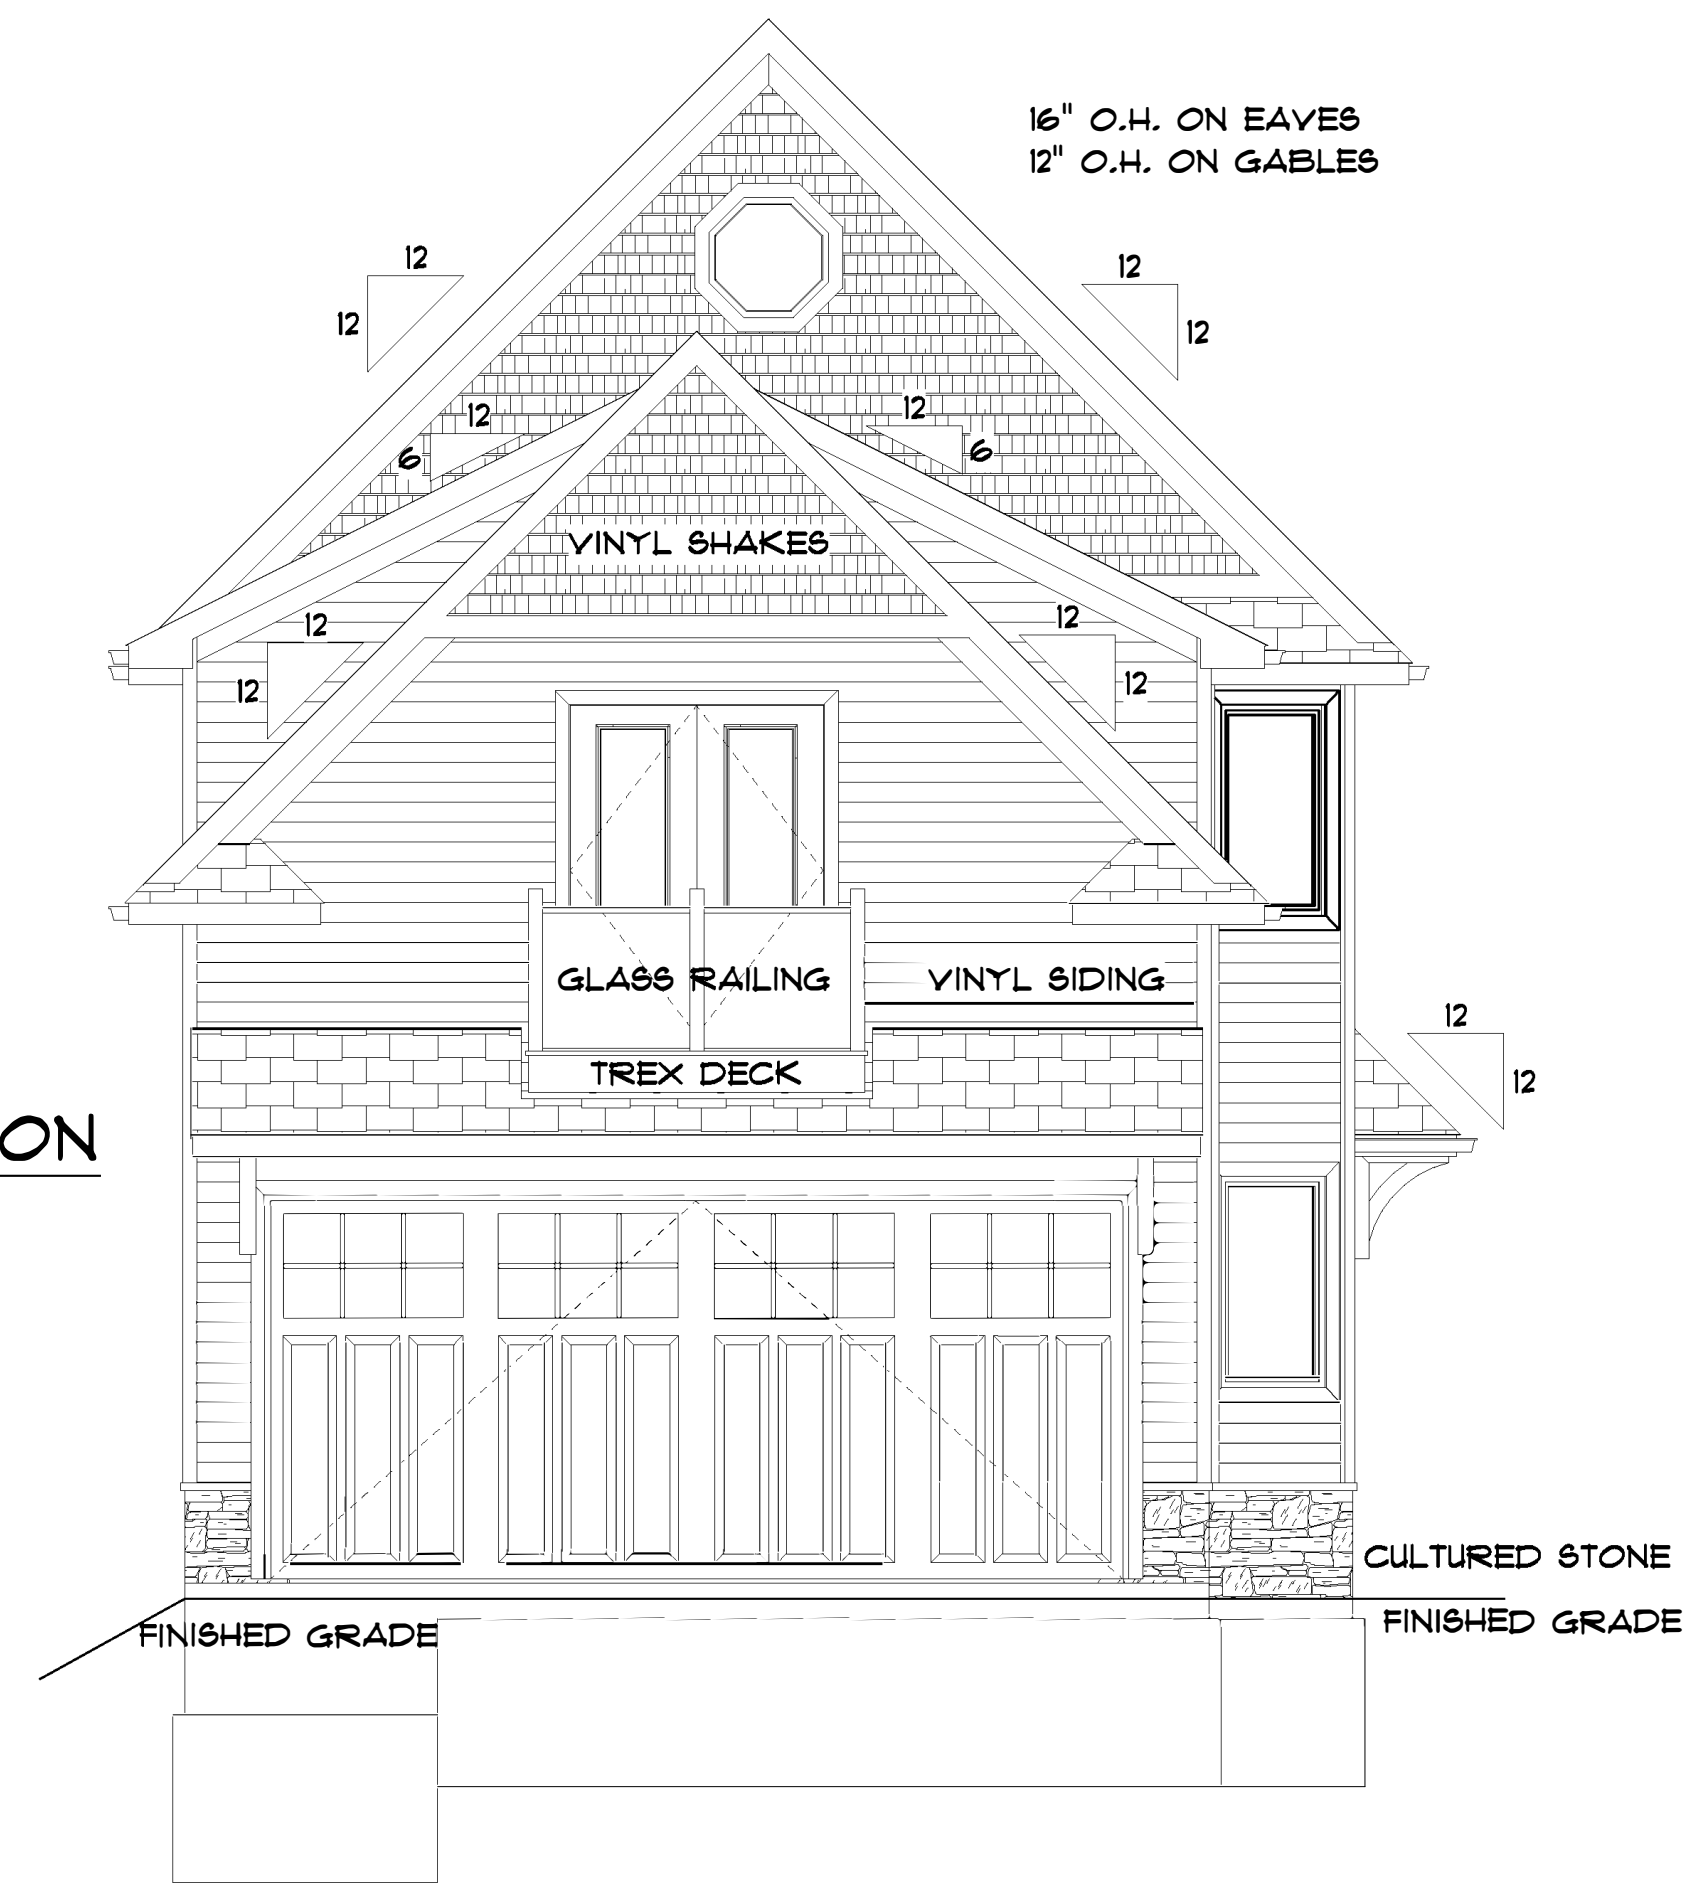 16" O.H. ON EAVES
12" O.H. ON GABLES
12
12
12
12
12
6
12
6
VINYL SHAKES
12
12
12
12
GLASS RAILING
VINYL SIDING
TREX DECK
12
12
ON
CULTURED STONE
FINISHED GRADE
FINISHED GRADE